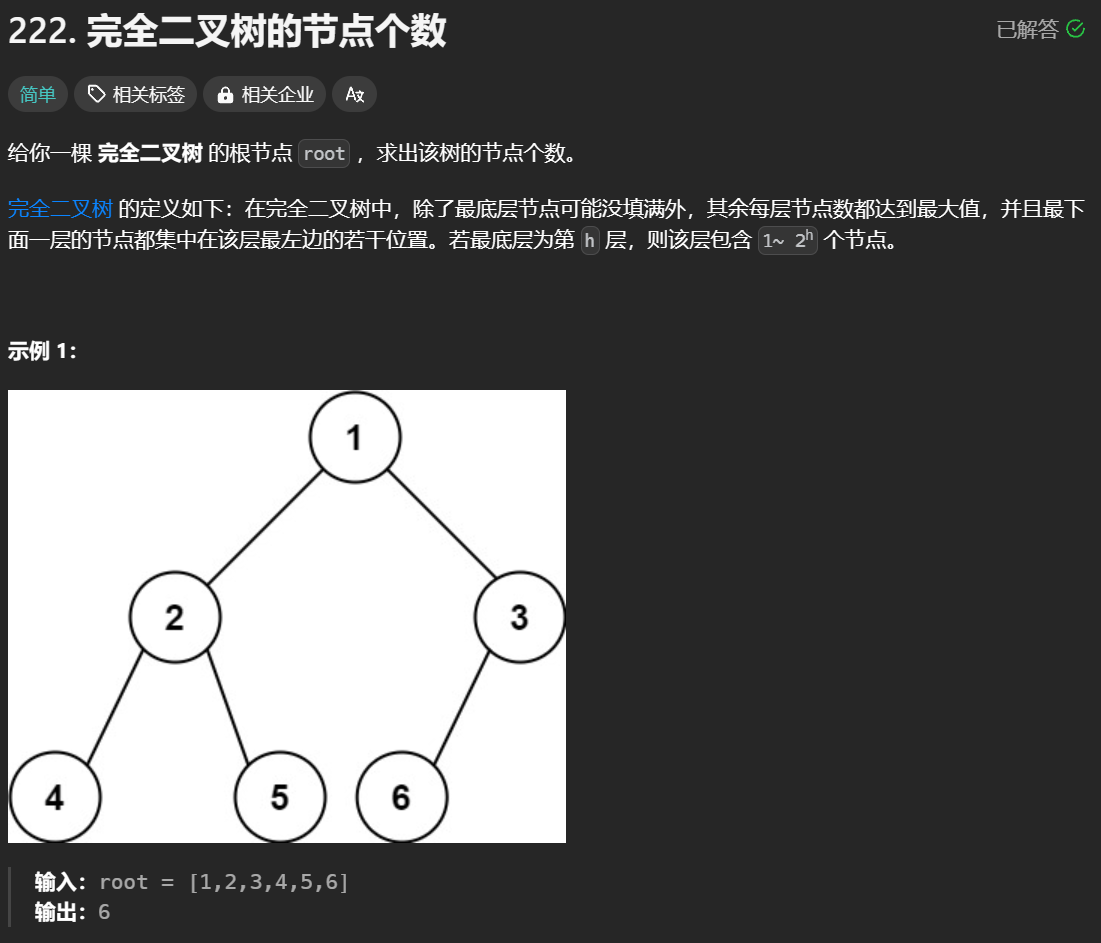 222. 完全二叉树的节点个数
已解答
简单
相关标签
相关企业
给你一棵 完全二叉树 的根节点 root ，求出该树的节点个数。
完全二叉树 的定义如下：在完全二叉树中，除了最底层节点可能没填满外，其余每层节点数都达到最大值，并且最下
面一层的节点都集中在该层最左边的若干位置。若最底层为第 h 层，则该层包含 1~ 2ʰ 个节点。
示例 1：
1
2
3
4
5
6
输入：root = [1,2,3,4,5,6]
输出：6